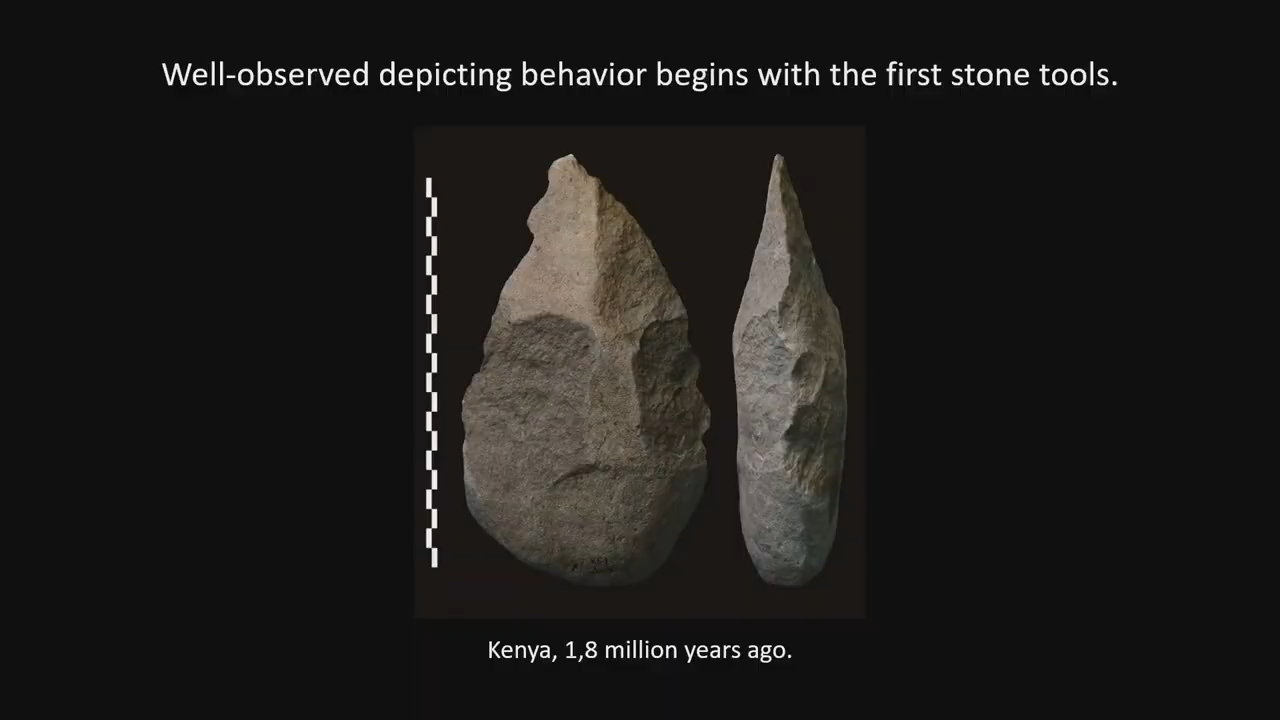 Well-observed depicting behavior begins with the first stone tools.
Kenya, 1,8 million years ago.